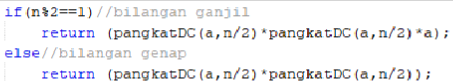 if(n%2==1)//bilangan ganjil
    return (pangkatDC(a,n/2)*pangkatDC(a,n/2)*a);
else//bilangan genap
    return (pangkatDC(a,n/2)*pangkatDC(a,n/2));